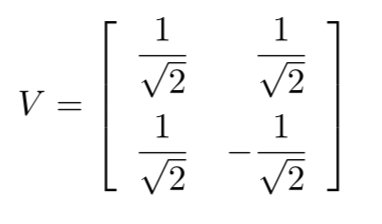 V = [ 1/√2 1/√2
1/√2 -1/√2 ]